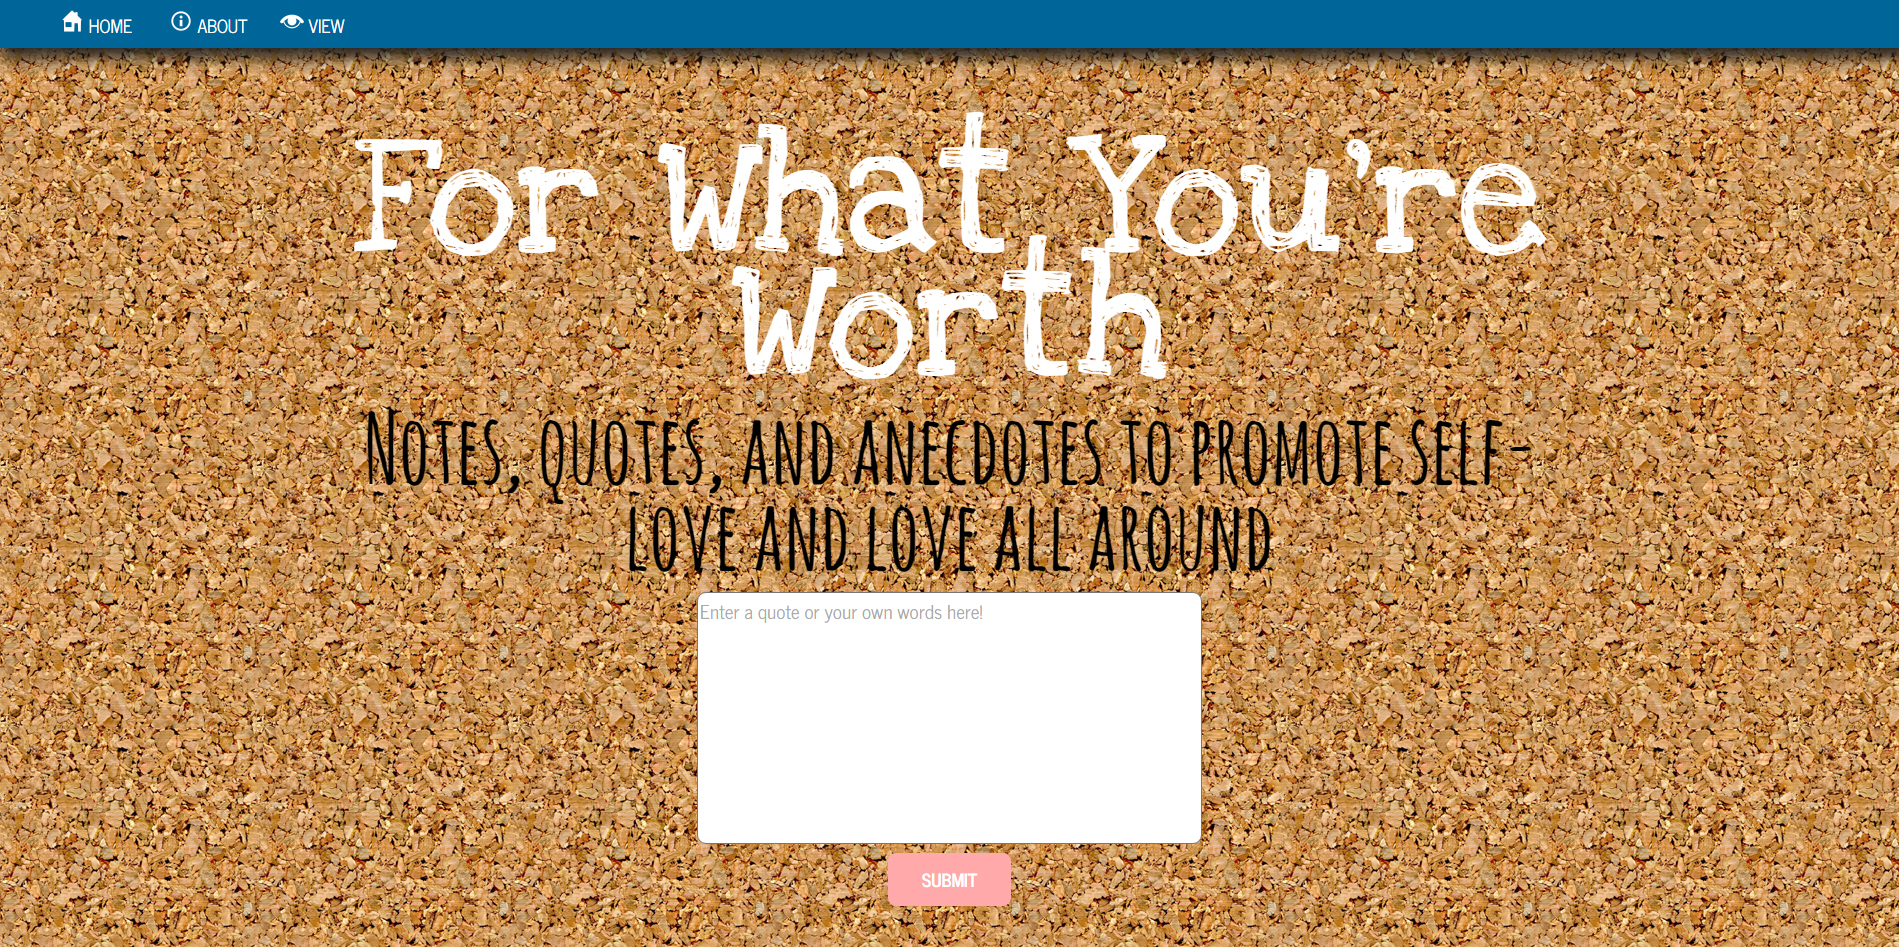 HOME ABOUT VIEW
For what You're
Worth
Notes, quotes, and anecdotes to promote self-
love and love all around
Enter a quote or your own words here!
SUBMIT